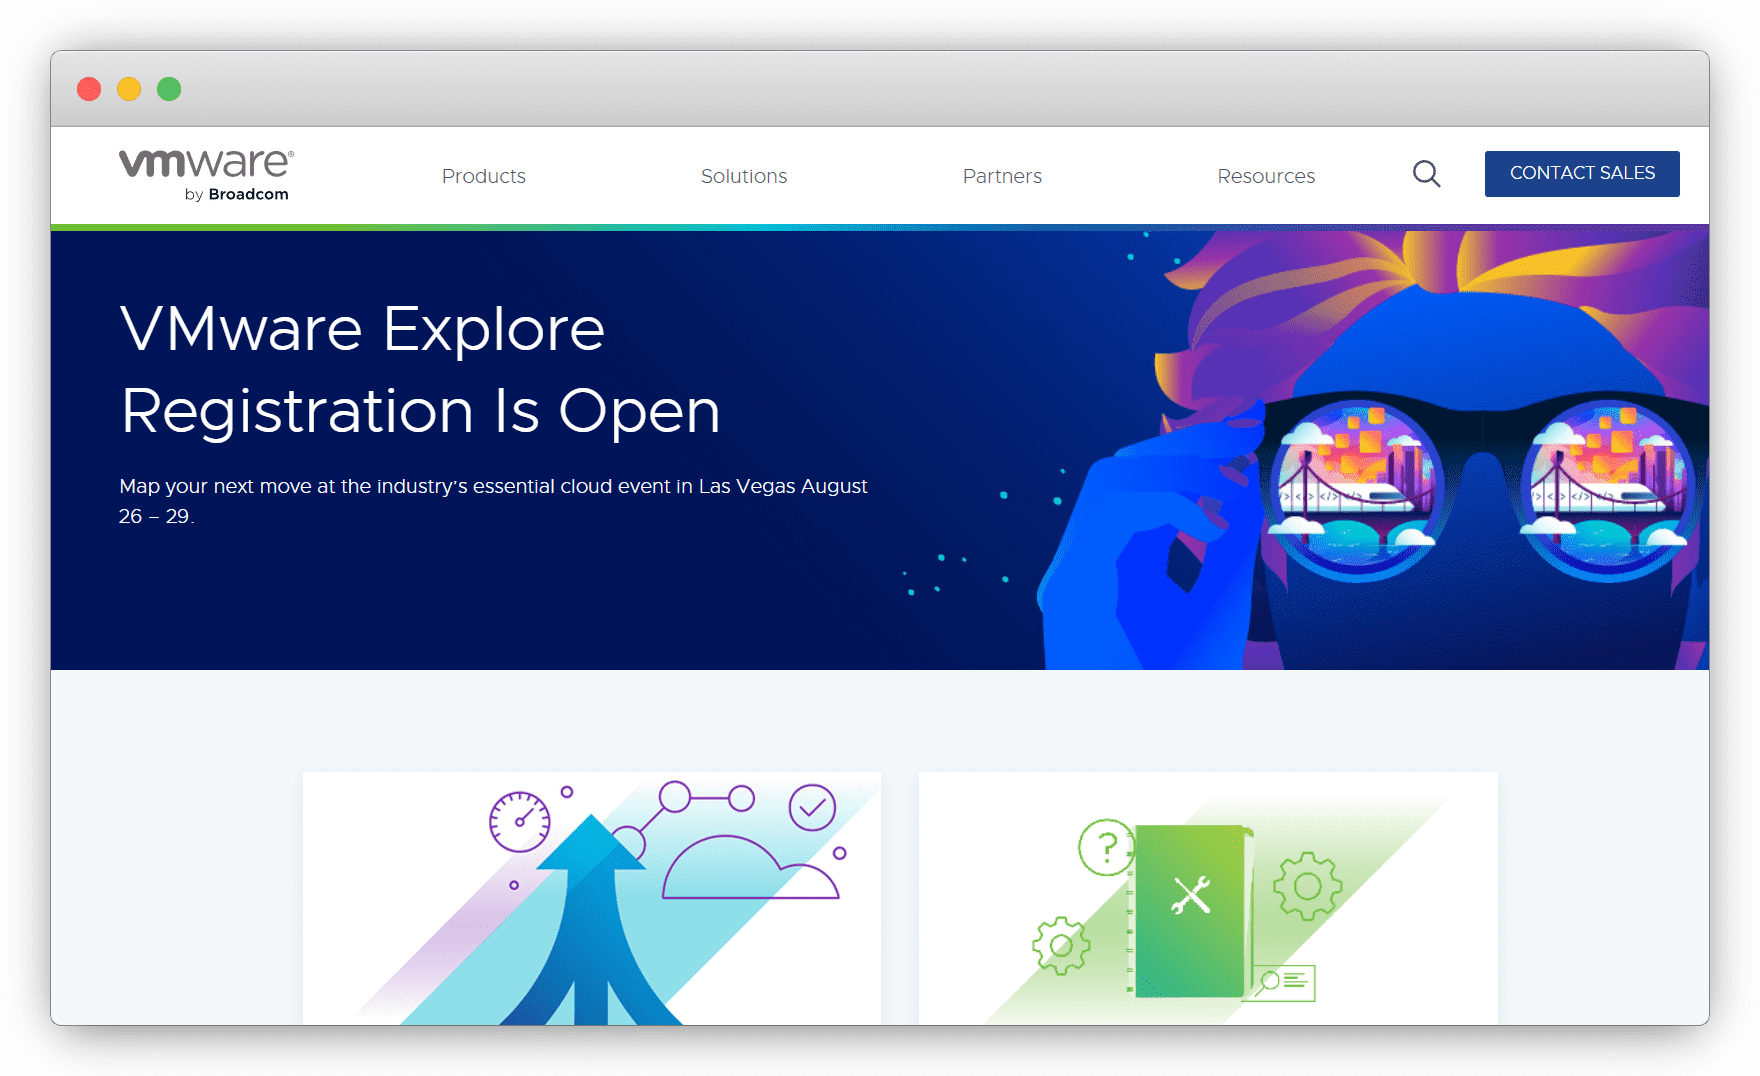 vmware®
by Broadcom
Products
Solutions
Partners
Resources
CONTACT SALES
VMware Explore
Registration Is Open
Map your next move at the industry's essential cloud event in Las Vegas August
26 – 29.